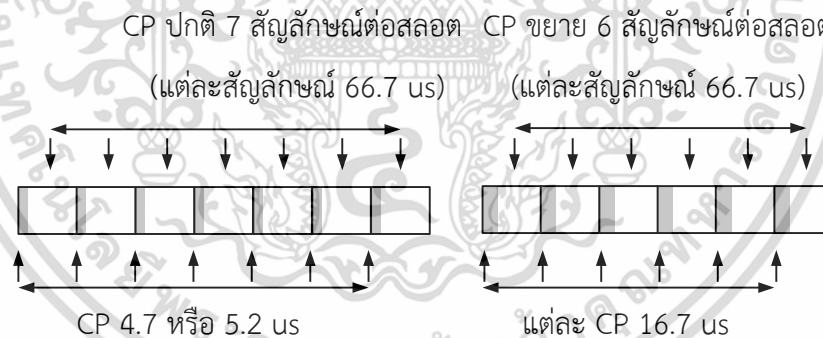 CP ปกติ 7 สัญลักษณ์ต่อสลอต CP ขยาย 6 สัญลักษณ์ต่อสลอต
(แต่ละสัญลักษณ์ 66.7 us) (แต่ละสัญลักษณ์ 66.7 us)
CP 4.7 หรือ 5.2 us แต่ละ CP 16.7 us